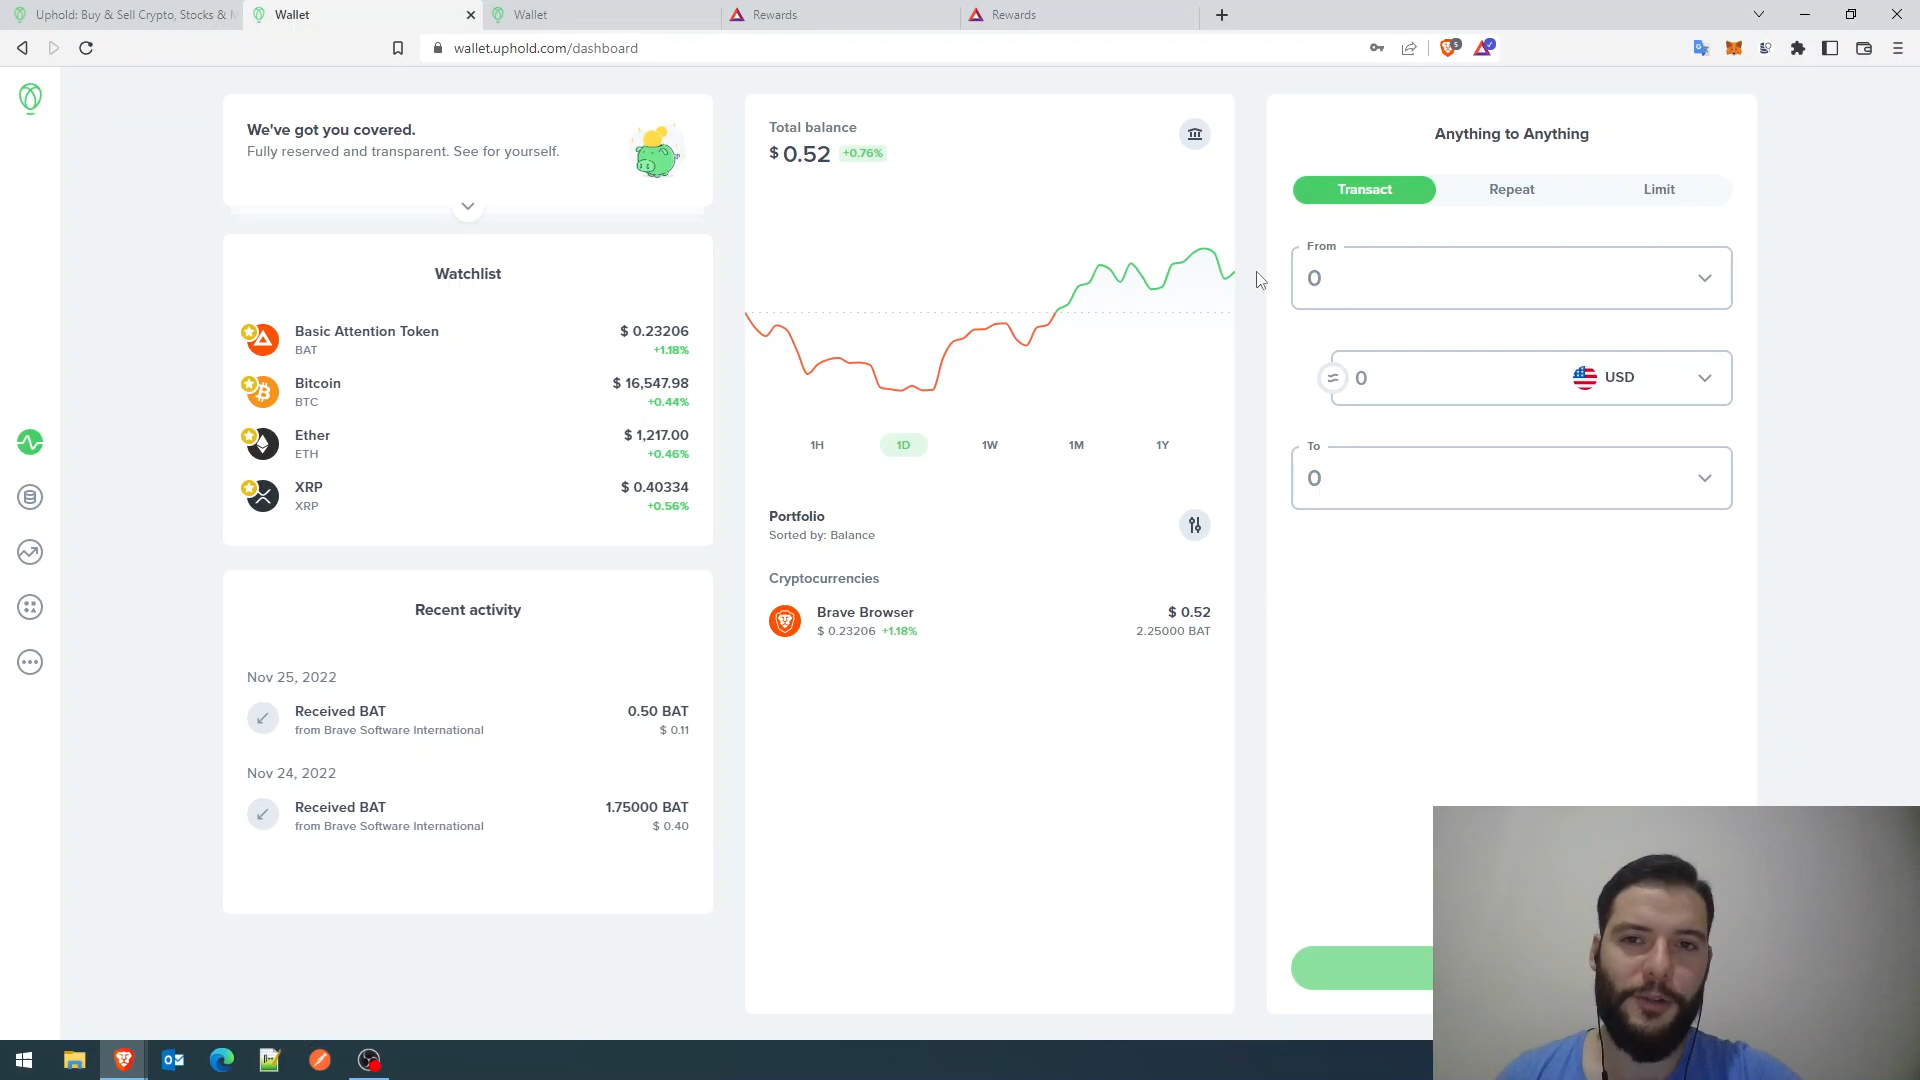 Uphold: Buy & Sell Crypto, Stocks &
Wallet
Wallet
Rewards
Rewards
wallet.uphold.com/dashboard
5
We've got you covered.
Fully reserved and transparent. See for yourself.
Watchlist
Basic Attention Token
$ 0.23206
BAT
+1.18%
Bitcoin
$ 16,547.98
BTC
+0.44%
Ether
$ 1,217.00
ETH
+0.46%
XRP
$ 0.40334
XRP
+0.56%
Recent activity
Nov 25, 2022
Received BAT
0.50 BAT
from Brave Software International
$ 0.11
Nov 24, 2022
Received BAT
1.75000 BAT
from Brave Software International
$ 0.40
Total balance
$ 0.52 +0.76%
1H 1D 1W 1M 1Y
Portfolio
Sorted by: Balance
Cryptocurrencies
Brave Browser
$ 0.52
$ 0.23206 +1.18%
2.25000 BAT
Anything to Anything
Transact Repeat Limit
From
0
0 USD
To
0